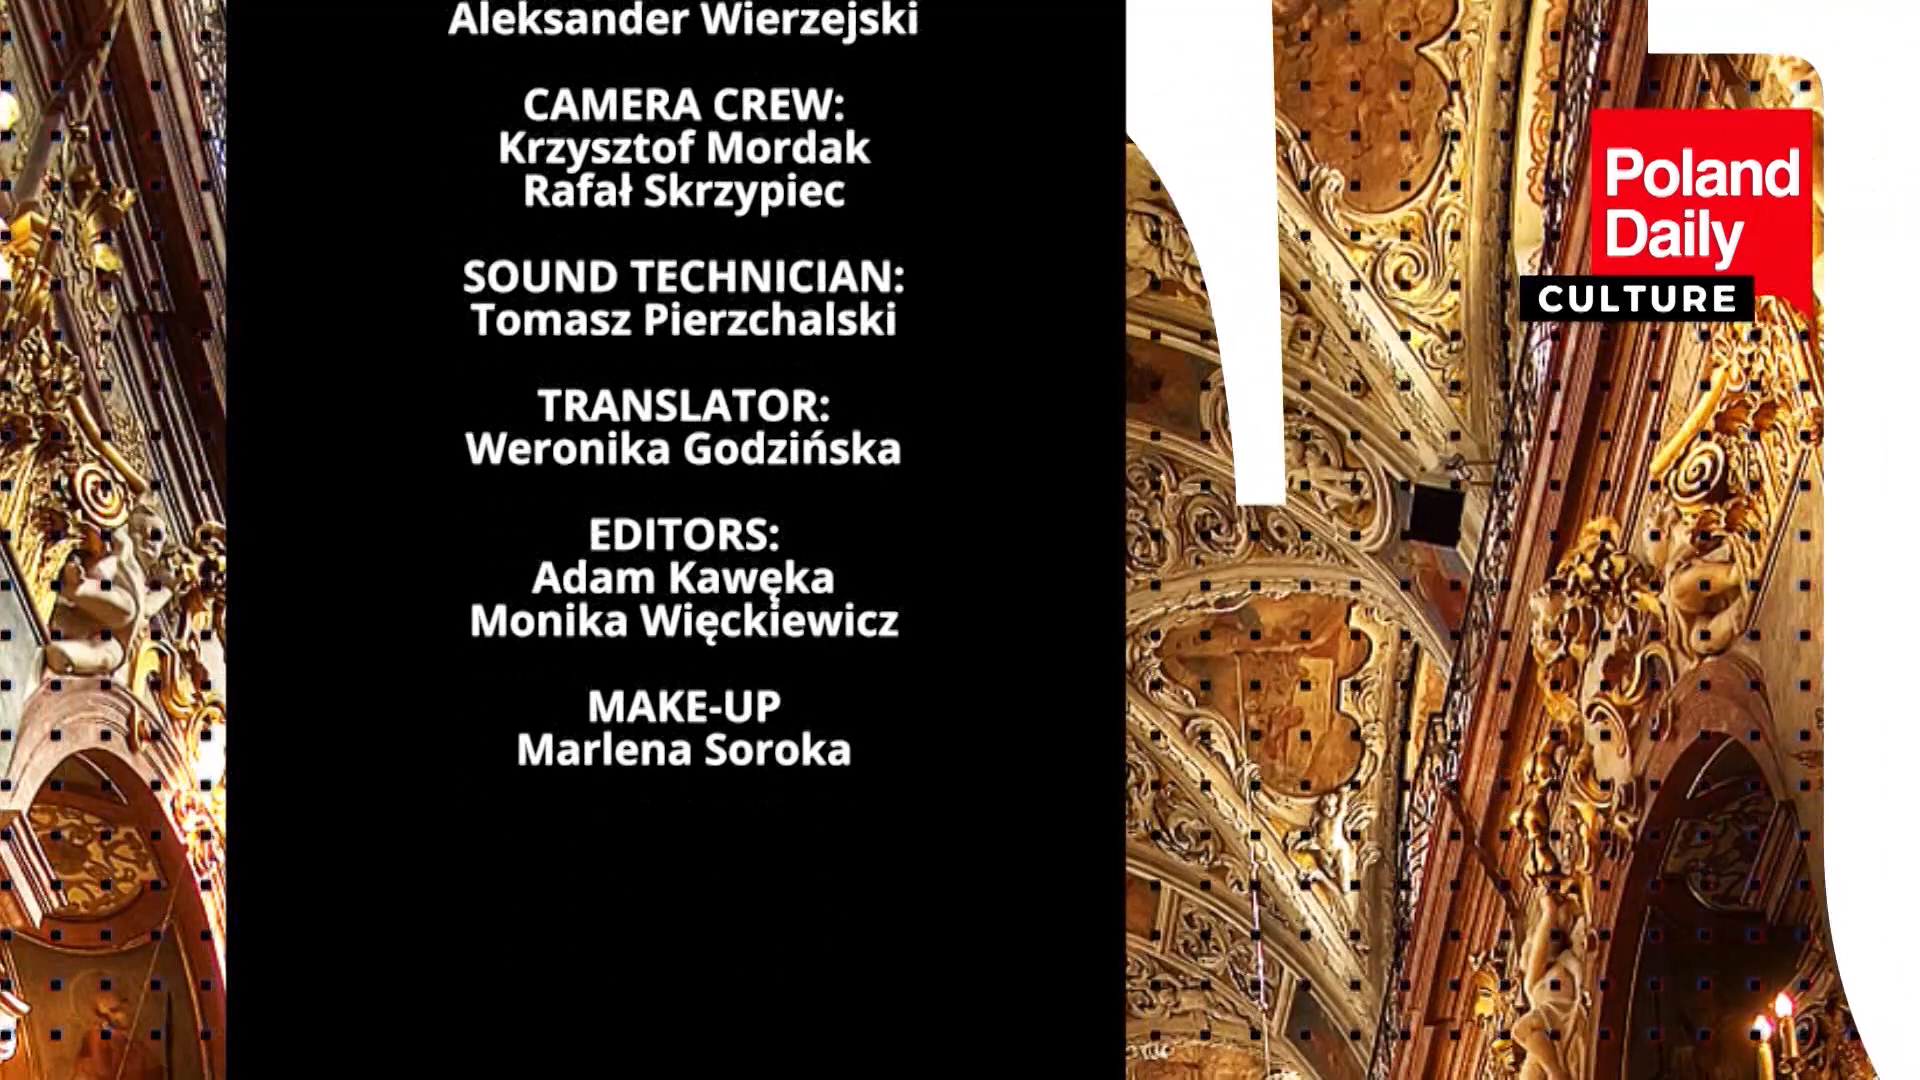 Aleksander Wierzejski
CAMERA CREW:
Krzysztof Mordak
Rafał Skrzypiec
SOUND TECHNICIAN:
Tomasz Pierzchalski
TRANSLATOR:
Weronika Godzińska
EDITORS:
Adam Kawęka
Monika Więckiewicz
MAKE-UP
Marlena Soroka
Poland
Daily
CULTURE